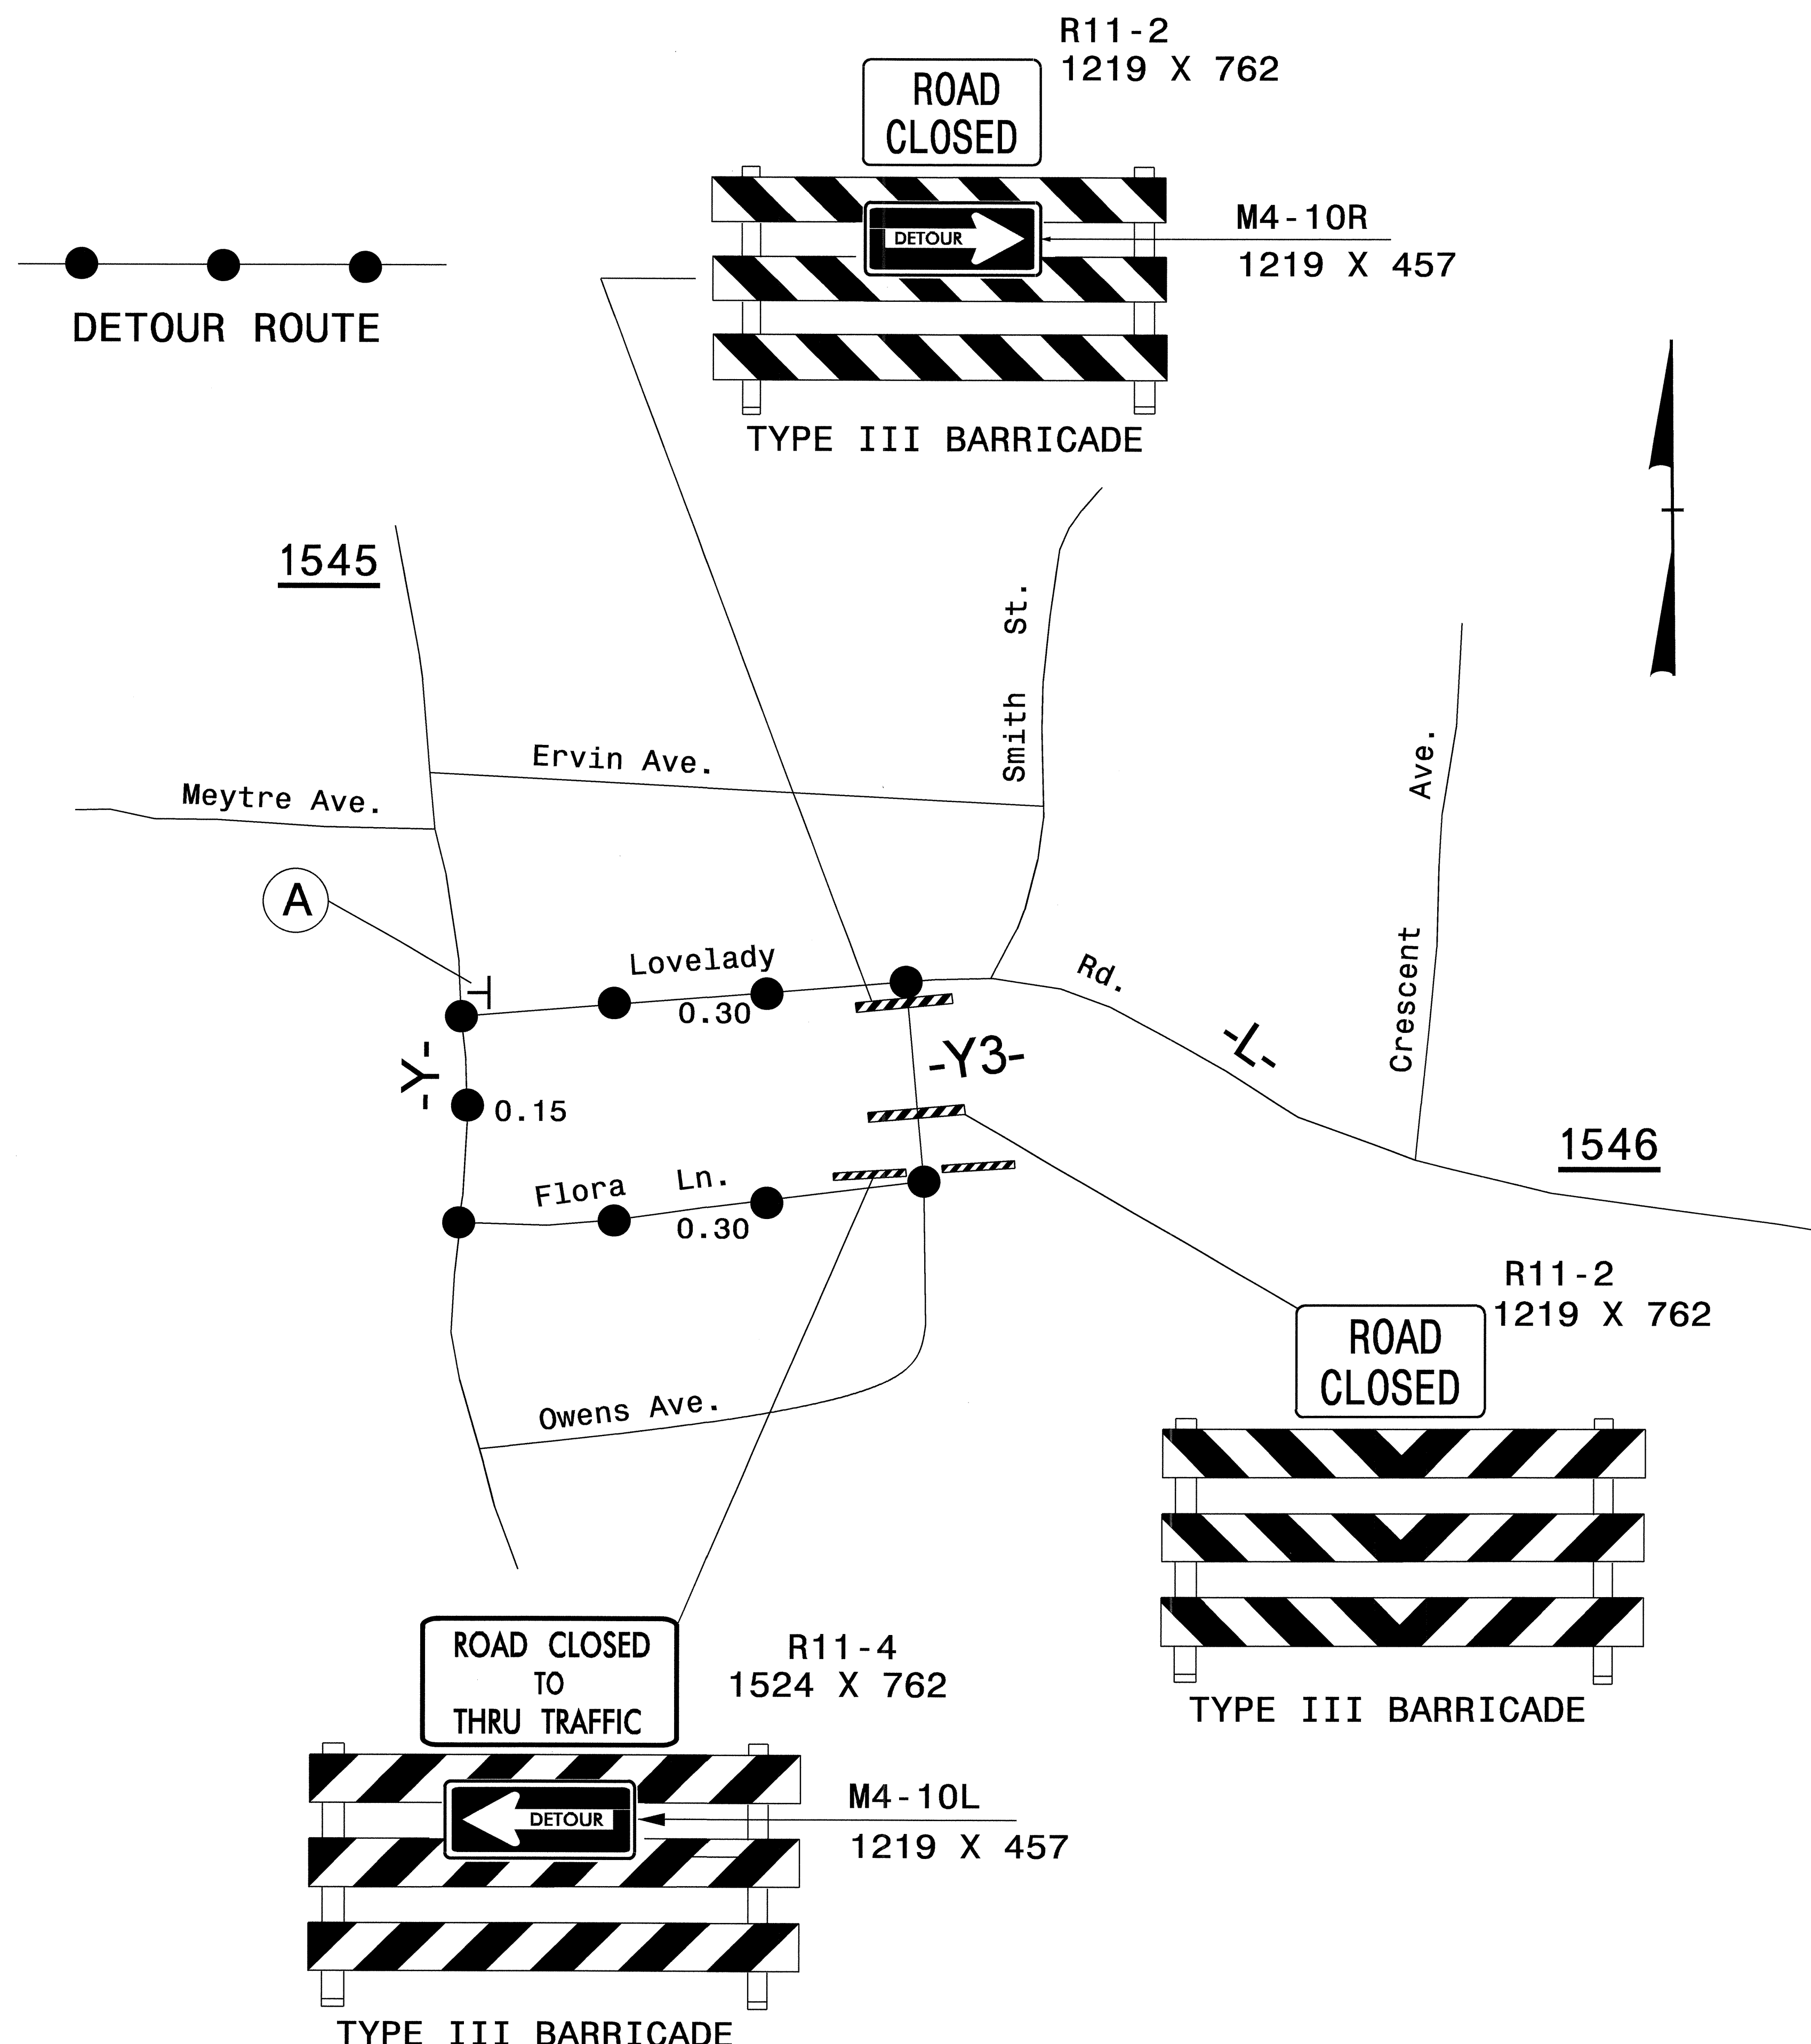 R11-2
1219 X 762
ROAD
CLOSED
DETOUR
M4-10R
1219 X 457
DETOUR ROUTE
TYPE III BARRICADE
1545
Smith St.
Ervin Ave.
Meytre Ave.
Crescent Ave.
A
Lovelady Rd.
0.30
-Y3-
-L-
-Y-
0.15
1546
Flora Ln.
0.30
R11-2
1219 X 762
ROAD
CLOSED
Owens Ave.
TYPE III BARRICADE
ROAD CLOSED
TO
THRU TRAFFIC
R11-4
1524 X 762
DETOUR
M4-10L
1219 X 457
TYPE III BARRICADE